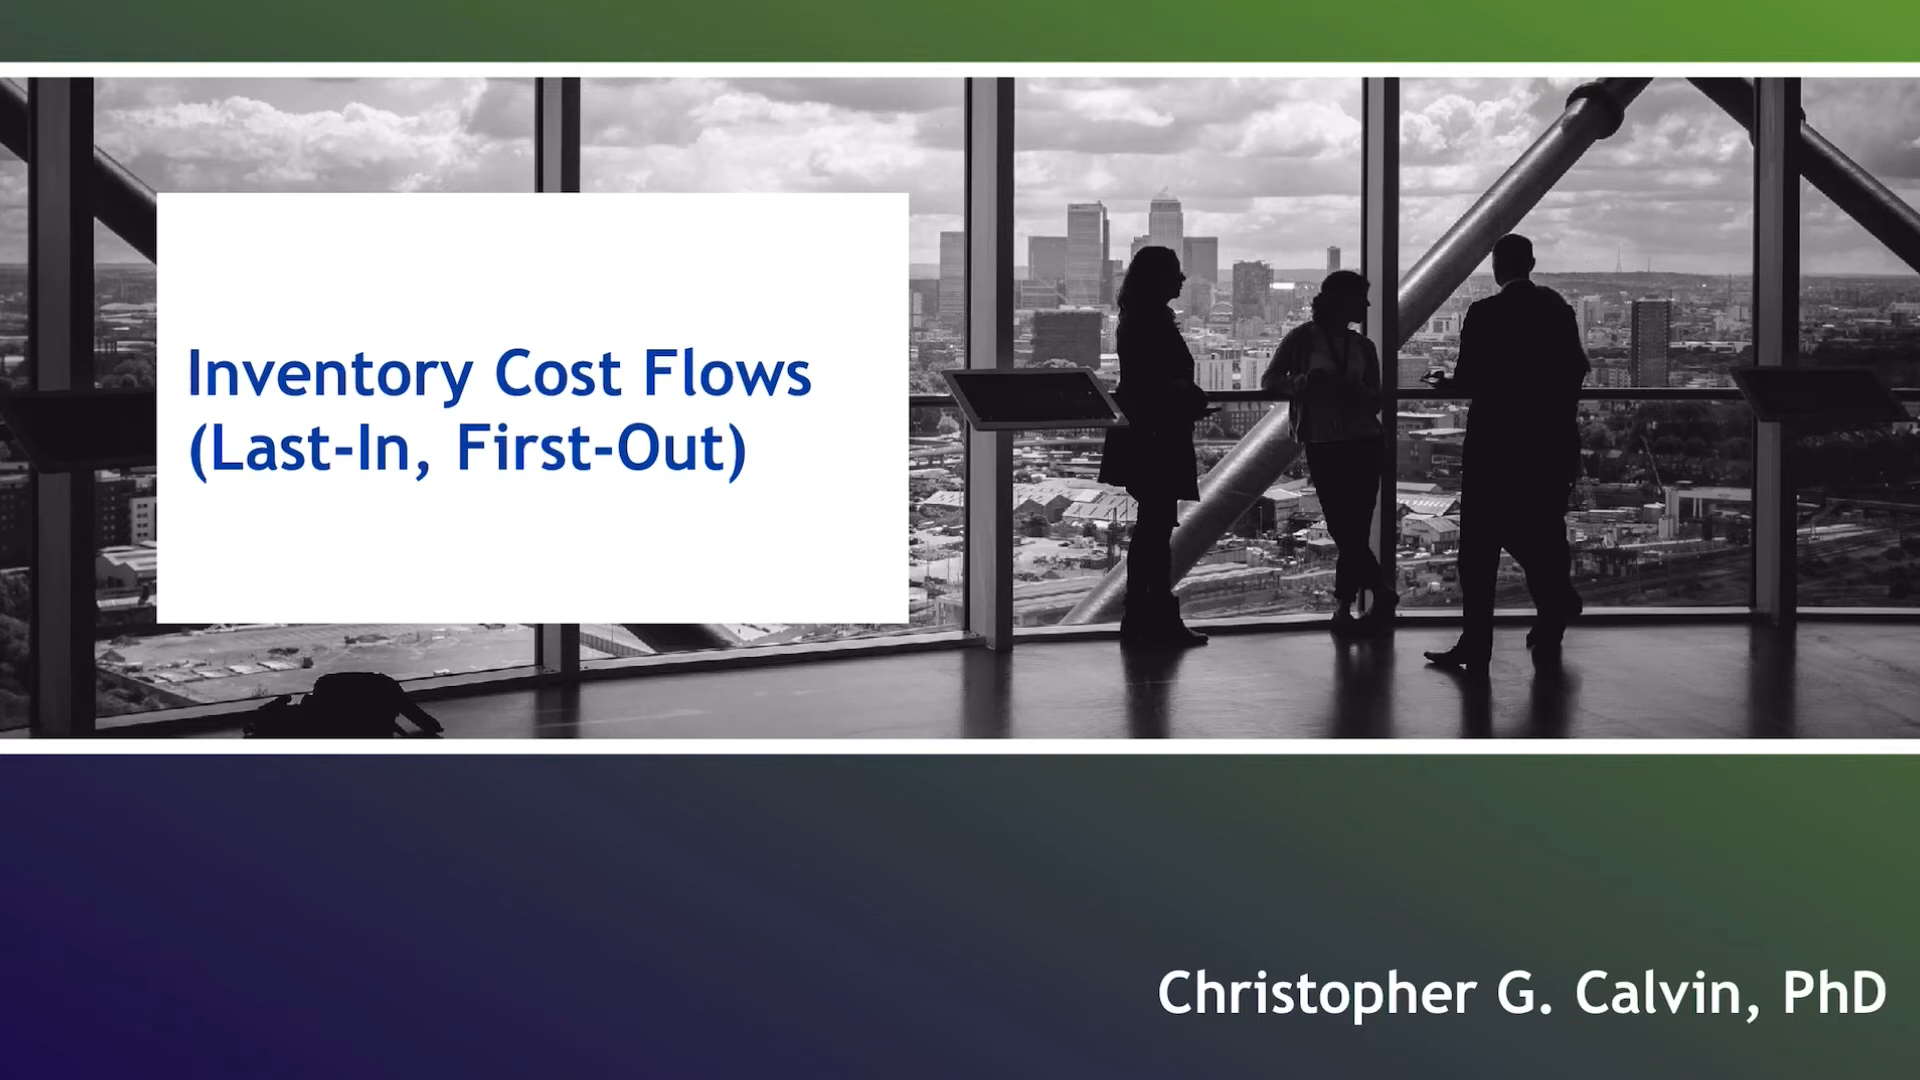 Inventory Cost Flows
(Last-In, First-Out)
Christopher G. Calvin, PhD